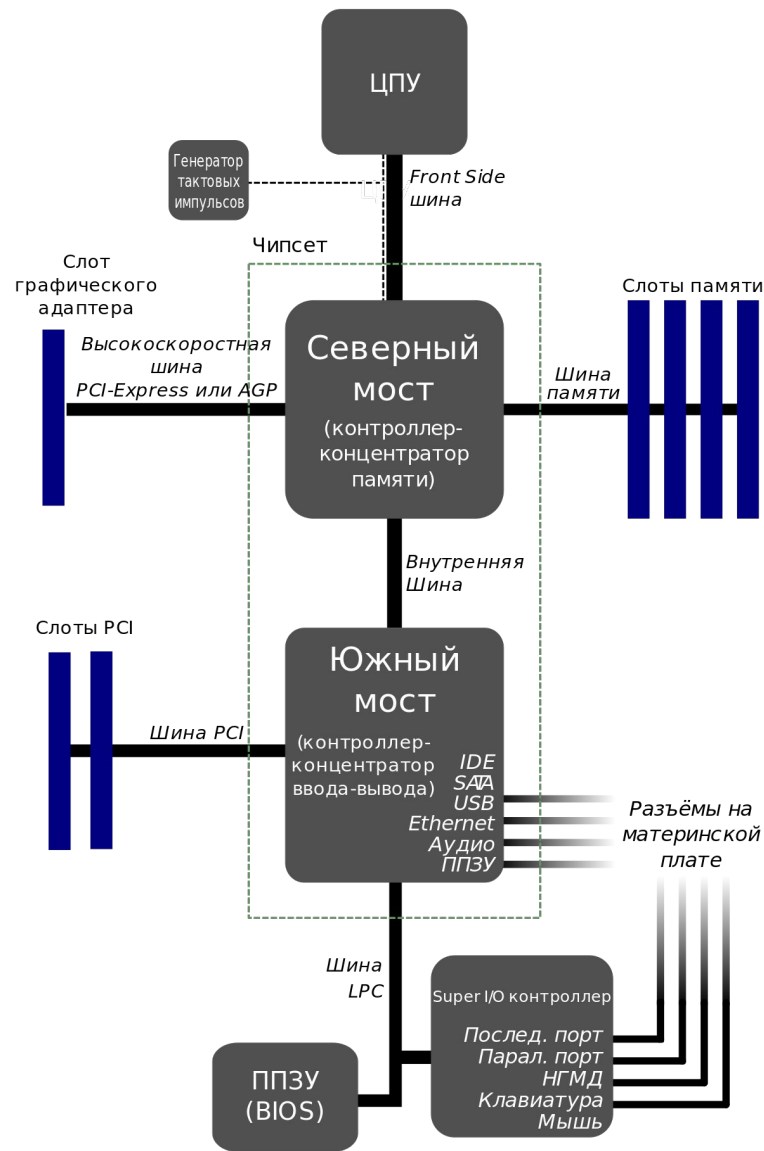 ЦПУ
Генератор
тактовых
импульсов
Front Side
шина
Чипсет
Слот
графического
адаптера
Слоты памяти
Высокоскоростная
шина
PCI-Express или AGP
Северный
мост
(контроллер-
концентратор
памяти)
Шина
памяти
Внутренняя
Шина
Слоты PCI
Шина PCI
Южный
мост
(контроллер-
концентратор
ввода-вывода)
IDE
SATA
USB
Ethernet
Аудио
ППЗУ
Разъёмы на
материнской
плате
Шина
LPC
Super I/O контроллер
Послед. порт
Парал. порт
НГМД
Клавиатура
Мышь
ППЗУ
(BIOS)